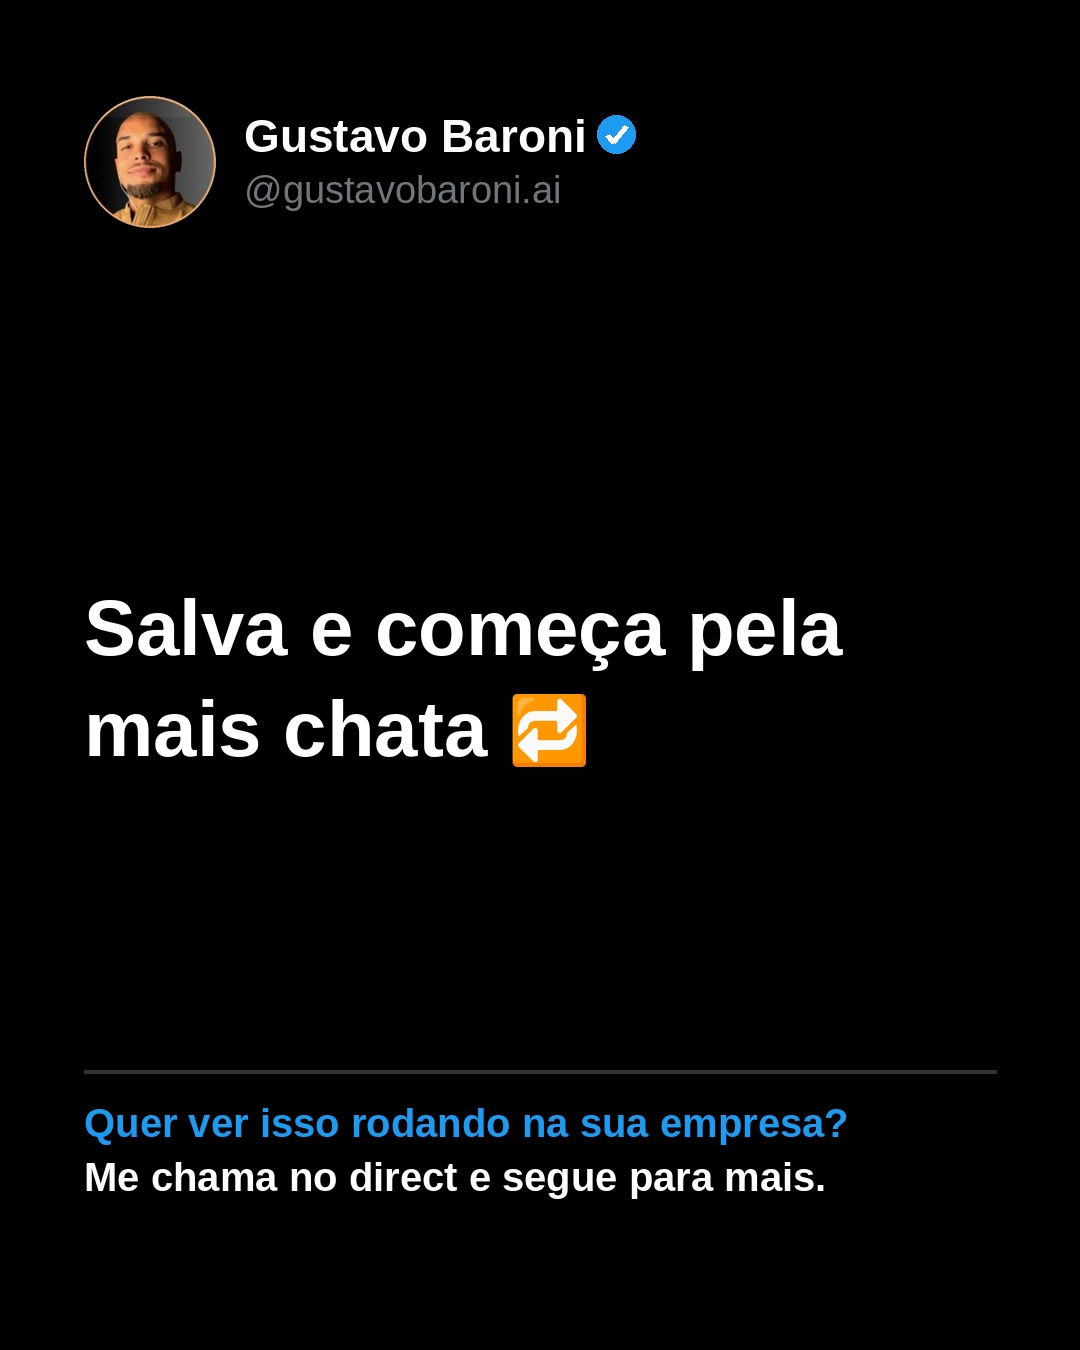 Gustavo Baroni
@gustavobaroni.ai
Salva e começa pela
mais chata 🔁
Quer ver isso rodando na sua empresa?
Me chama no direct e segue para mais.